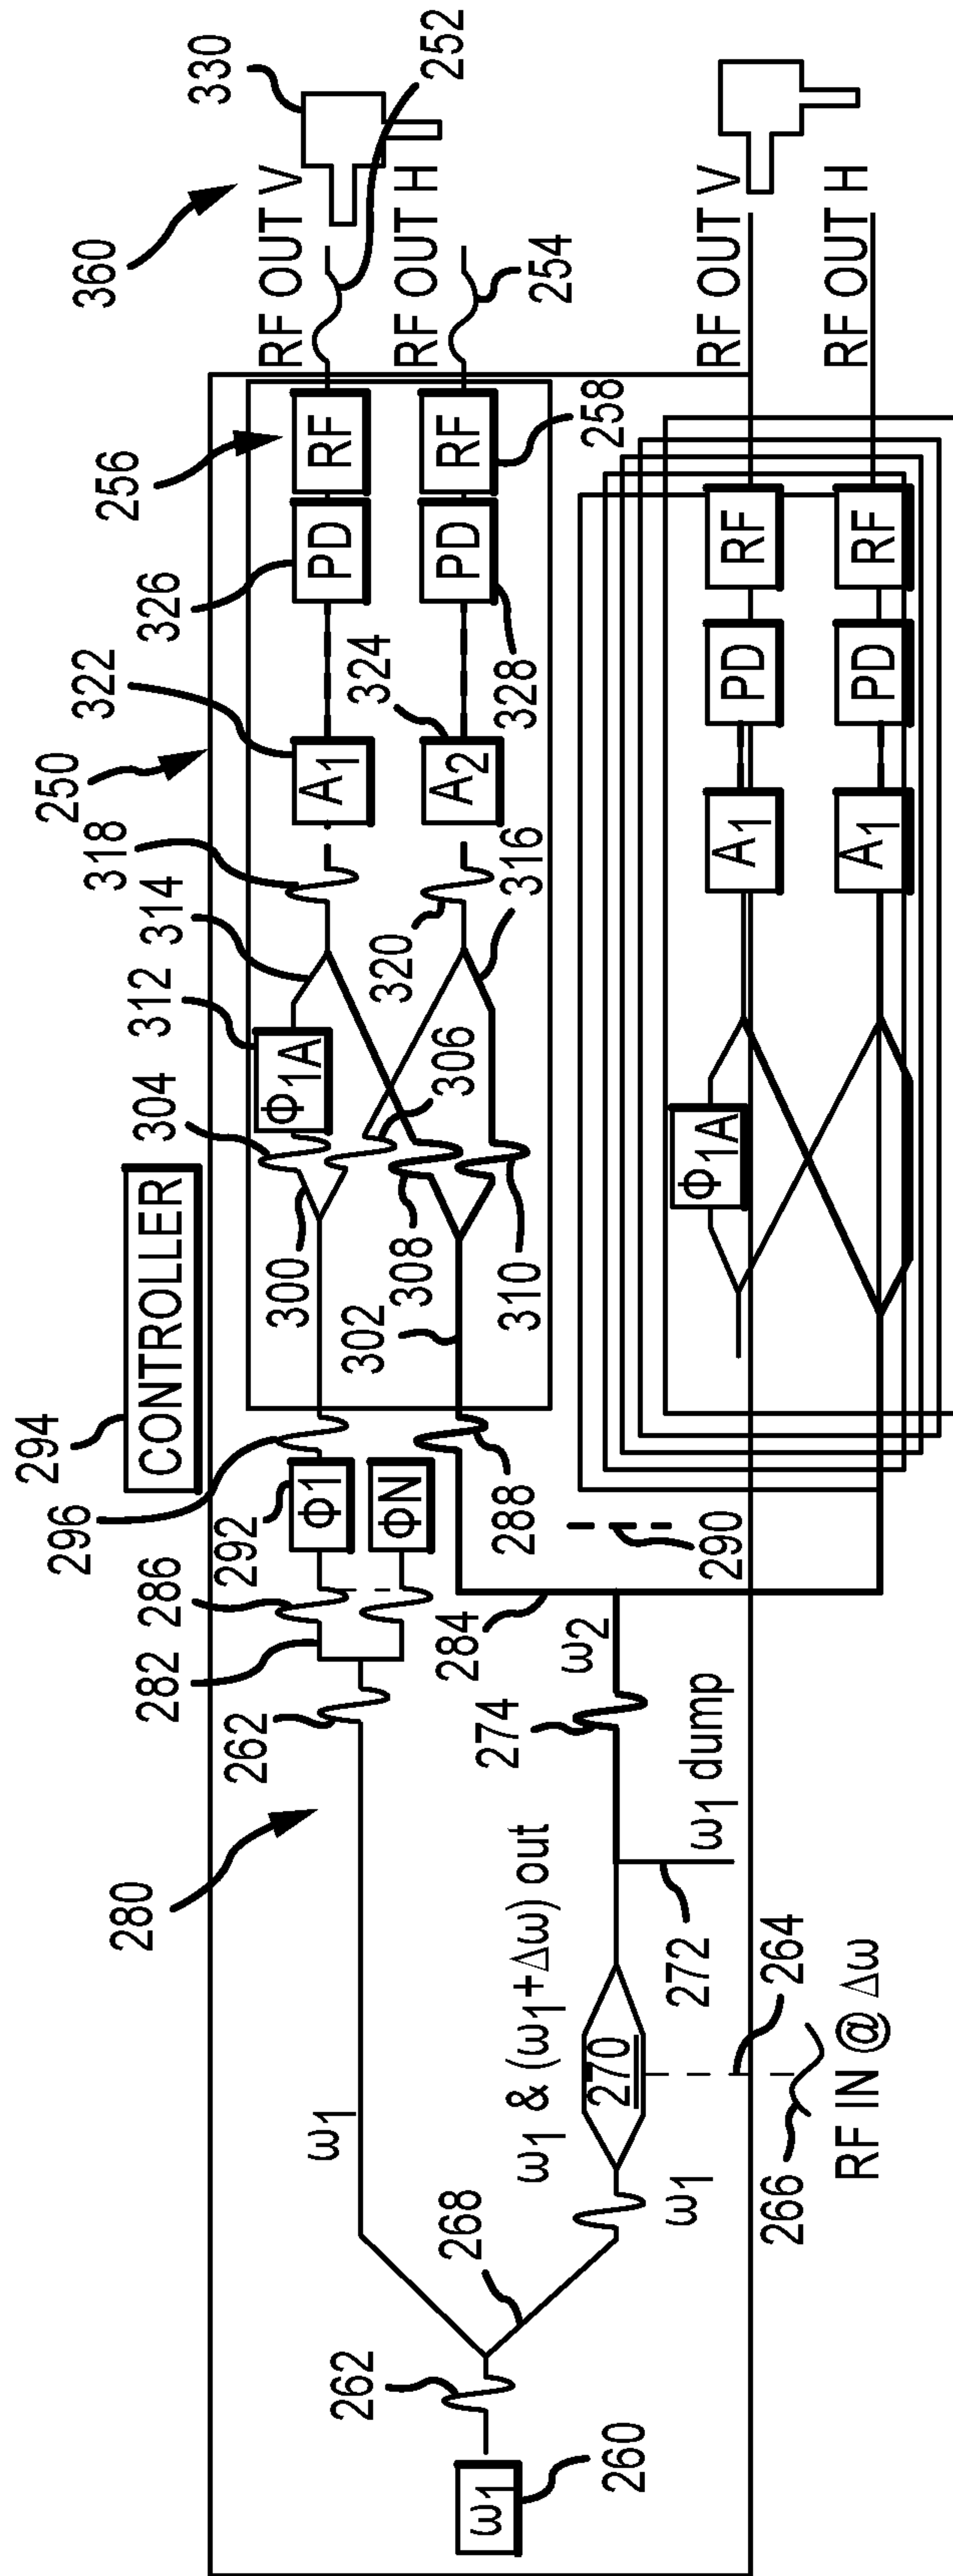 360
330
252
RF OUT V
RF OUT H
254
256
258
RF
RF
326
PD
PD
328
250
322
A1
324
A2
318
314
320
316
312
Φ1A
304
306
300
308
302
310
294
CONTROLLER
296
292
Φ1
ΦN
288
290
286
282
284
262
ω2
274
ω1 dump
280
ω1 & (ω1+Δω) out
272
264
ω1
270
266
RF IN @ Δω
268
ω1
262
ω1
260
RF OUT V
RF OUT H
RF
RF
PD
PD
A1
A1
Φ1A